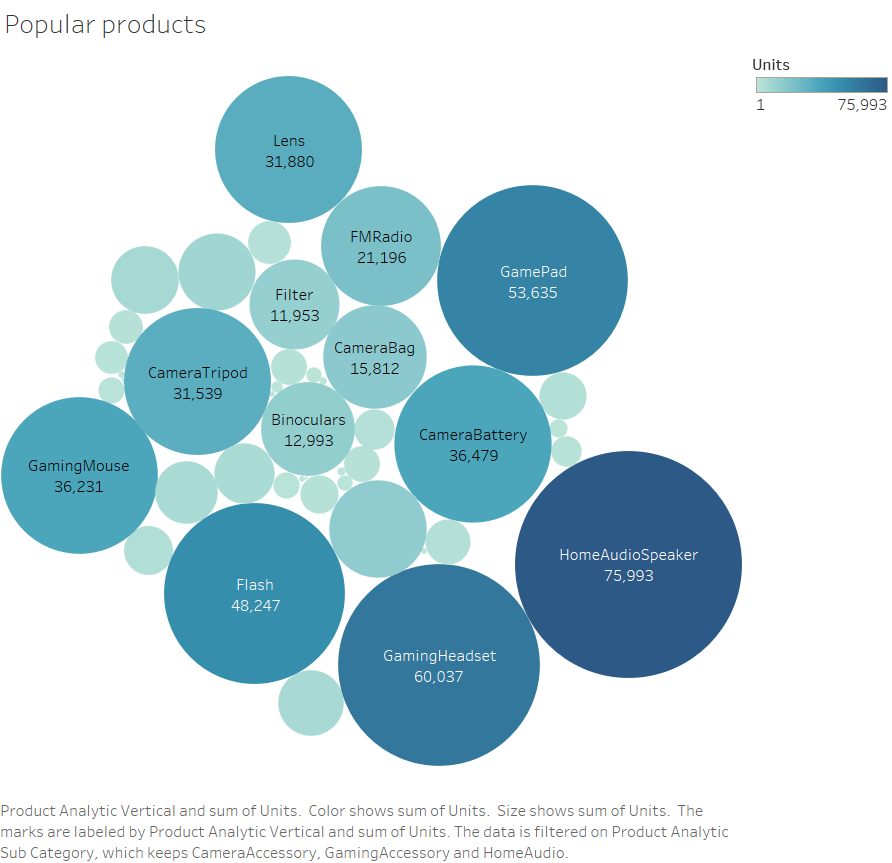 Popular products
Units
1 75,993
Lens
31,880
FMRadio
21,196
GamePad
53,635
Filter
11,953
CameraBag
15,812
CameraTripod
31,539
Binoculars
12,993
CameraBattery
36,479
GamingMouse
36,231
HomeAudioSpeaker
75,993
Flash
48,247
GamingHeadset
60,037
Product Analytic Vertical and sum of Units.  Color shows sum of Units.  Size shows sum of Units.  The
marks are labeled by Product Analytic Vertical and sum of Units. The data is filtered on Product Analytic
Sub Category, which keeps CameraAccessory, GamingAccessory and HomeAudio.